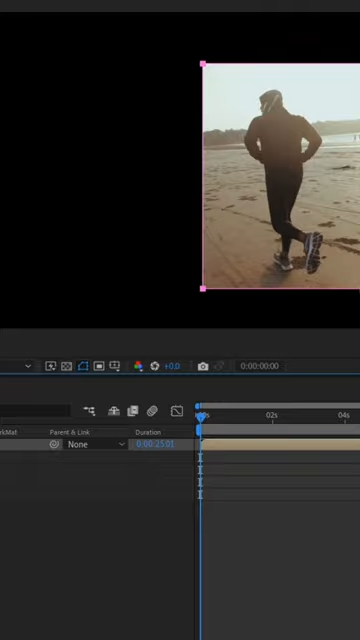 +0.0
0:00:00:00
02s
04s
rkMat
Parent & Link
Duration
None
0:00:25:01